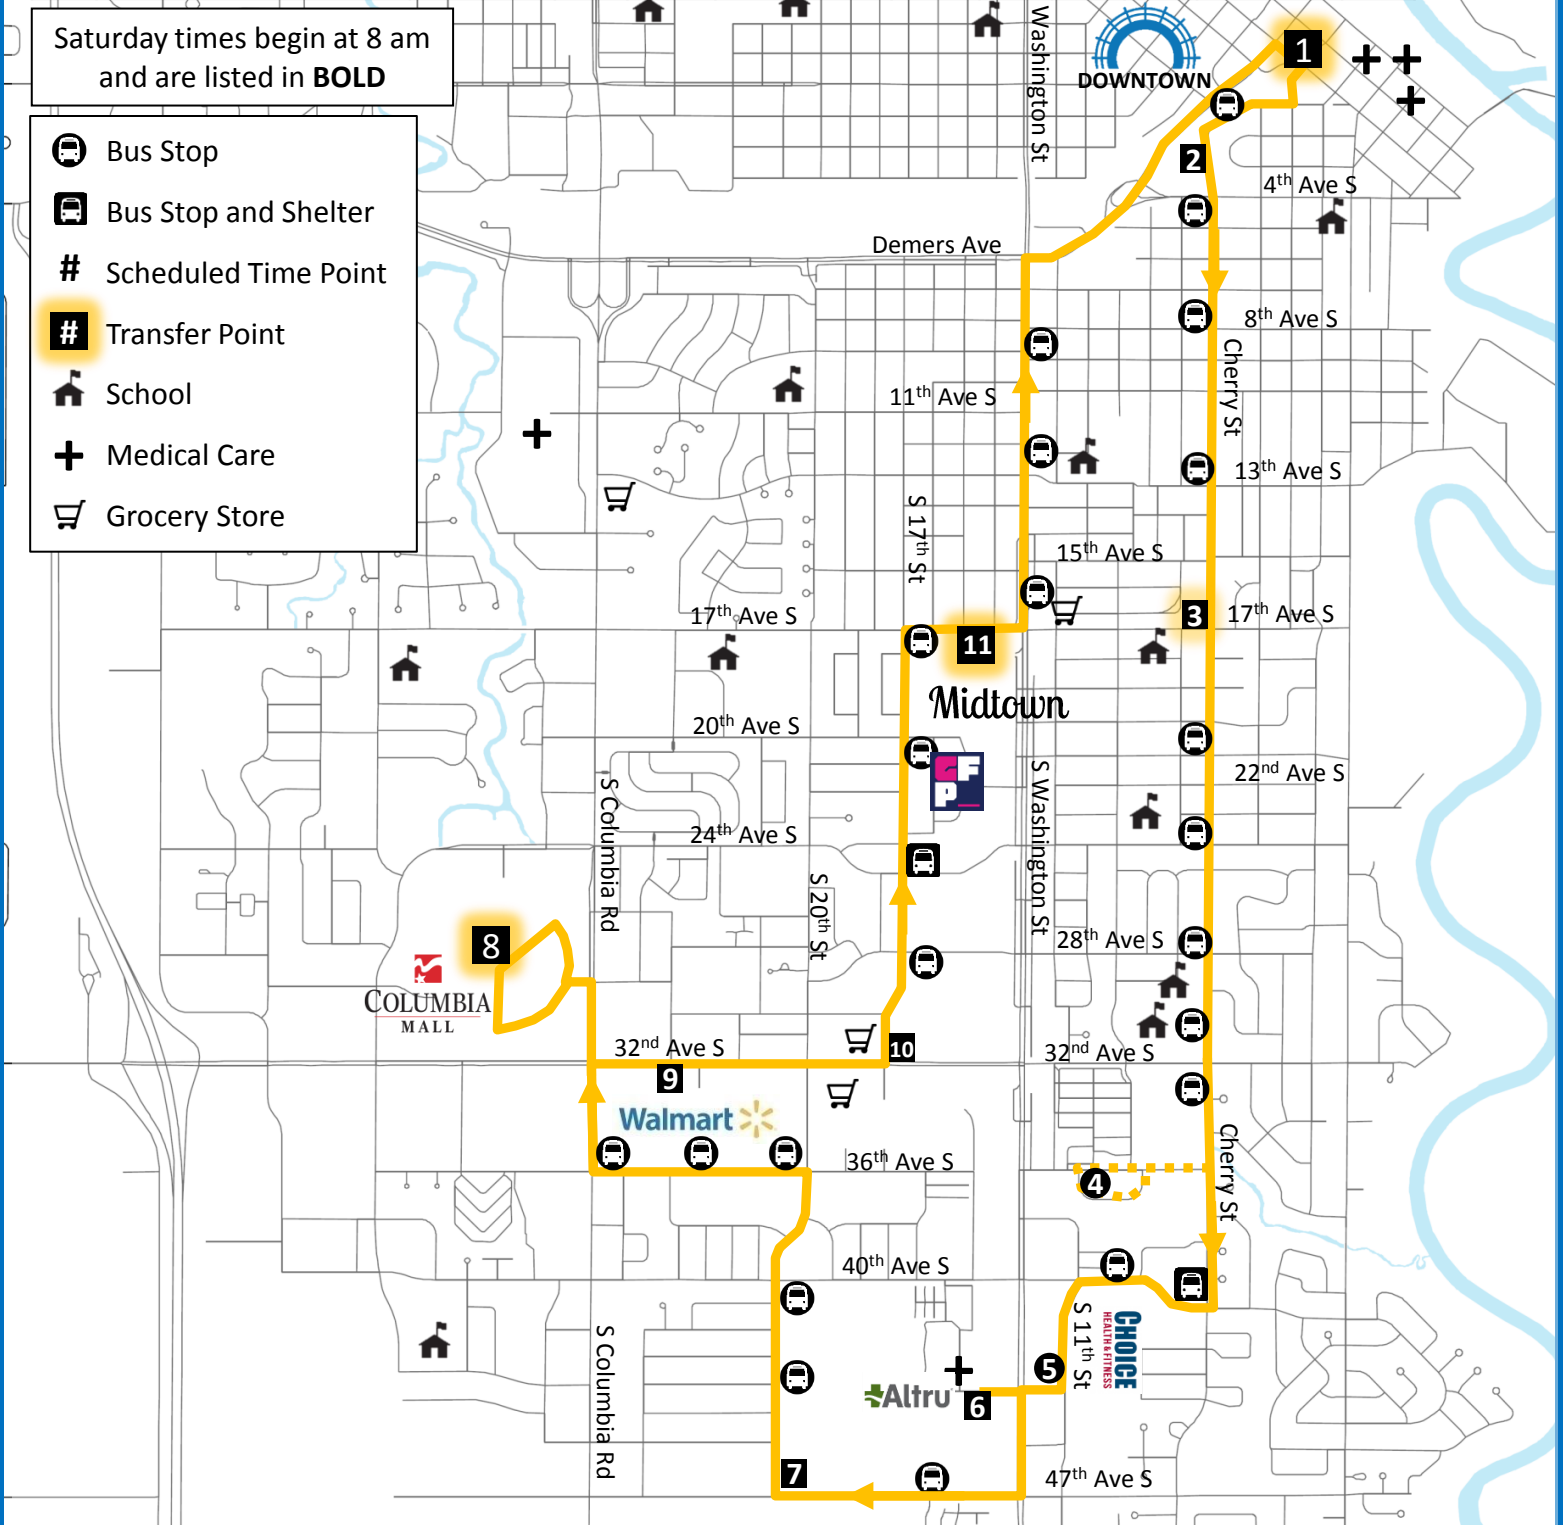 Saturday times begin at 8 am
and are listed in BOLD
Bus Stop
Bus Stop and Shelter
# Scheduled Time Point
# Transfer Point
School
Medical Care
Grocery Store
Washington St
DOWNTOWN
1
2
4th Ave S
Demers Ave
8th Ave S
Cherry St
11th Ave S
13th Ave S
S 17th St
15th Ave S
17th Ave S
3
17th Ave S
11
Midtown
20th Ave S
GFP_
22nd Ave S
S Columbia Rd
S Washington St
24th Ave S
S 20th St
8
28th Ave S
COLUMBIA
MALL
32nd Ave S
10
32nd Ave S
9
Walmart
36th Ave S
4
Cherry St
40th Ave S
S 11th St
CHOICE
HEALTH & FITNESS
S Columbia Rd
5
Altru
6
7
47th Ave S